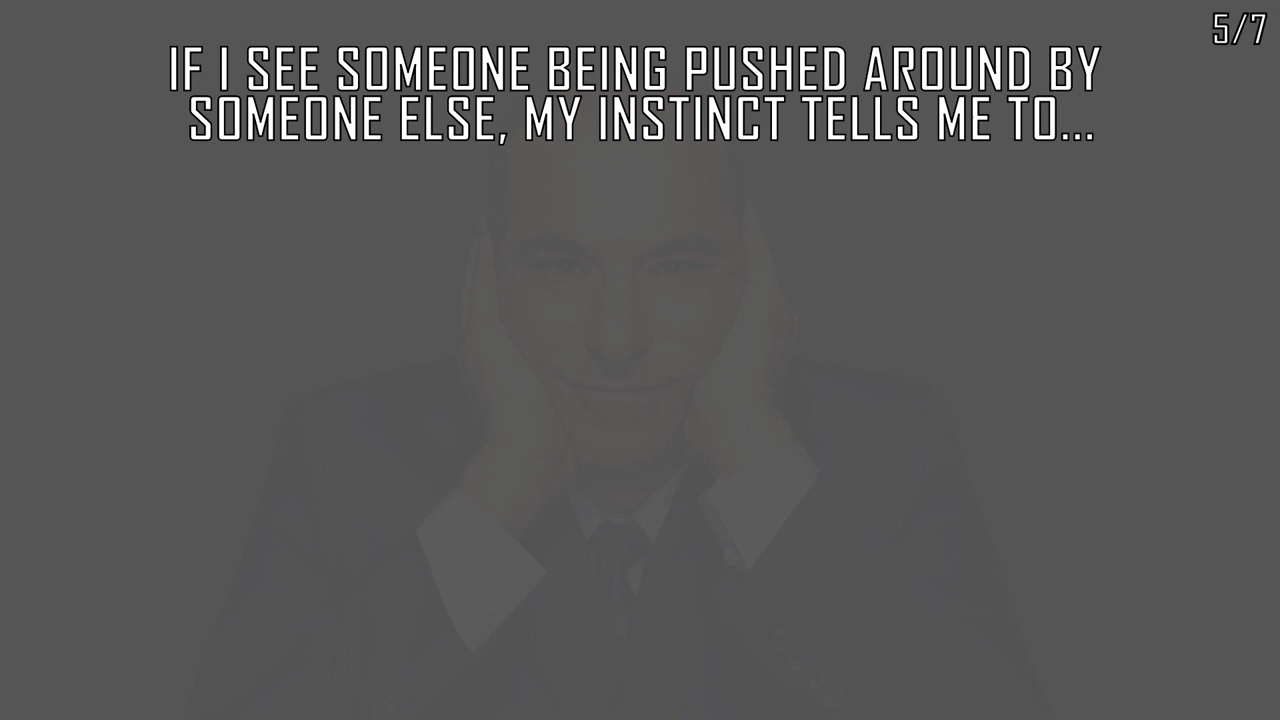 5/7
IF I SEE SOMEONE BEING PUSHED AROUND BY
SOMEONE ELSE, MY INSTINCT TELLS ME TO...